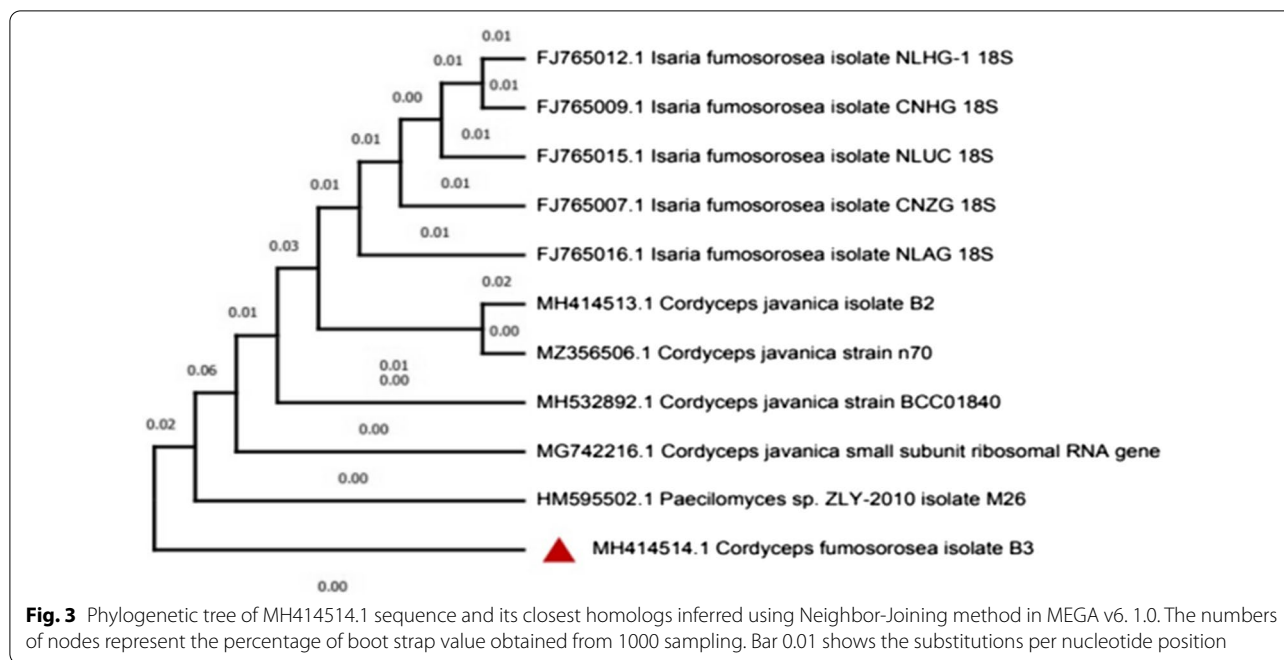 0.01
0.01
FJ765012.1 Isaria fumosorosea isolate NLHG-1 18S
0.01
0.00
FJ765009.1 Isaria fumosorosea isolate CNHG 18S
0.01
0.01
FJ765015.1 Isaria fumosorosea isolate NLUC 18S
0.01
0.01
FJ765007.1 Isaria fumosorosea isolate CNZG 18S
0.01
0.03
FJ765016.1 Isaria fumosorosea isolate NLAG 18S
0.02
MH414513.1 Cordyceps javanica isolate B2
0.01
0.00
MZ356506.1 Cordyceps javanica strain n70
0.01
0.06
0.00
MH532892.1 Cordyceps javanica strain BCC01840
0.02
0.00
MG742216.1 Cordyceps javanica small subunit ribosomal RNA gene
0.00
HM595502.1 Paecilomyces sp. ZLY-2010 isolate M26
MH414514.1 Cordyceps fumosorosea isolate B3
0.00
Fig. 3 Phylogenetic tree of MH414514.1 sequence and its closest homologs inferred using Neighbor-Joining method in MEGA v6. 1.0. The numbers
of nodes represent the percentage of boot strap value obtained from 1000 sampling. Bar 0.01 shows the substitutions per nucleotide position